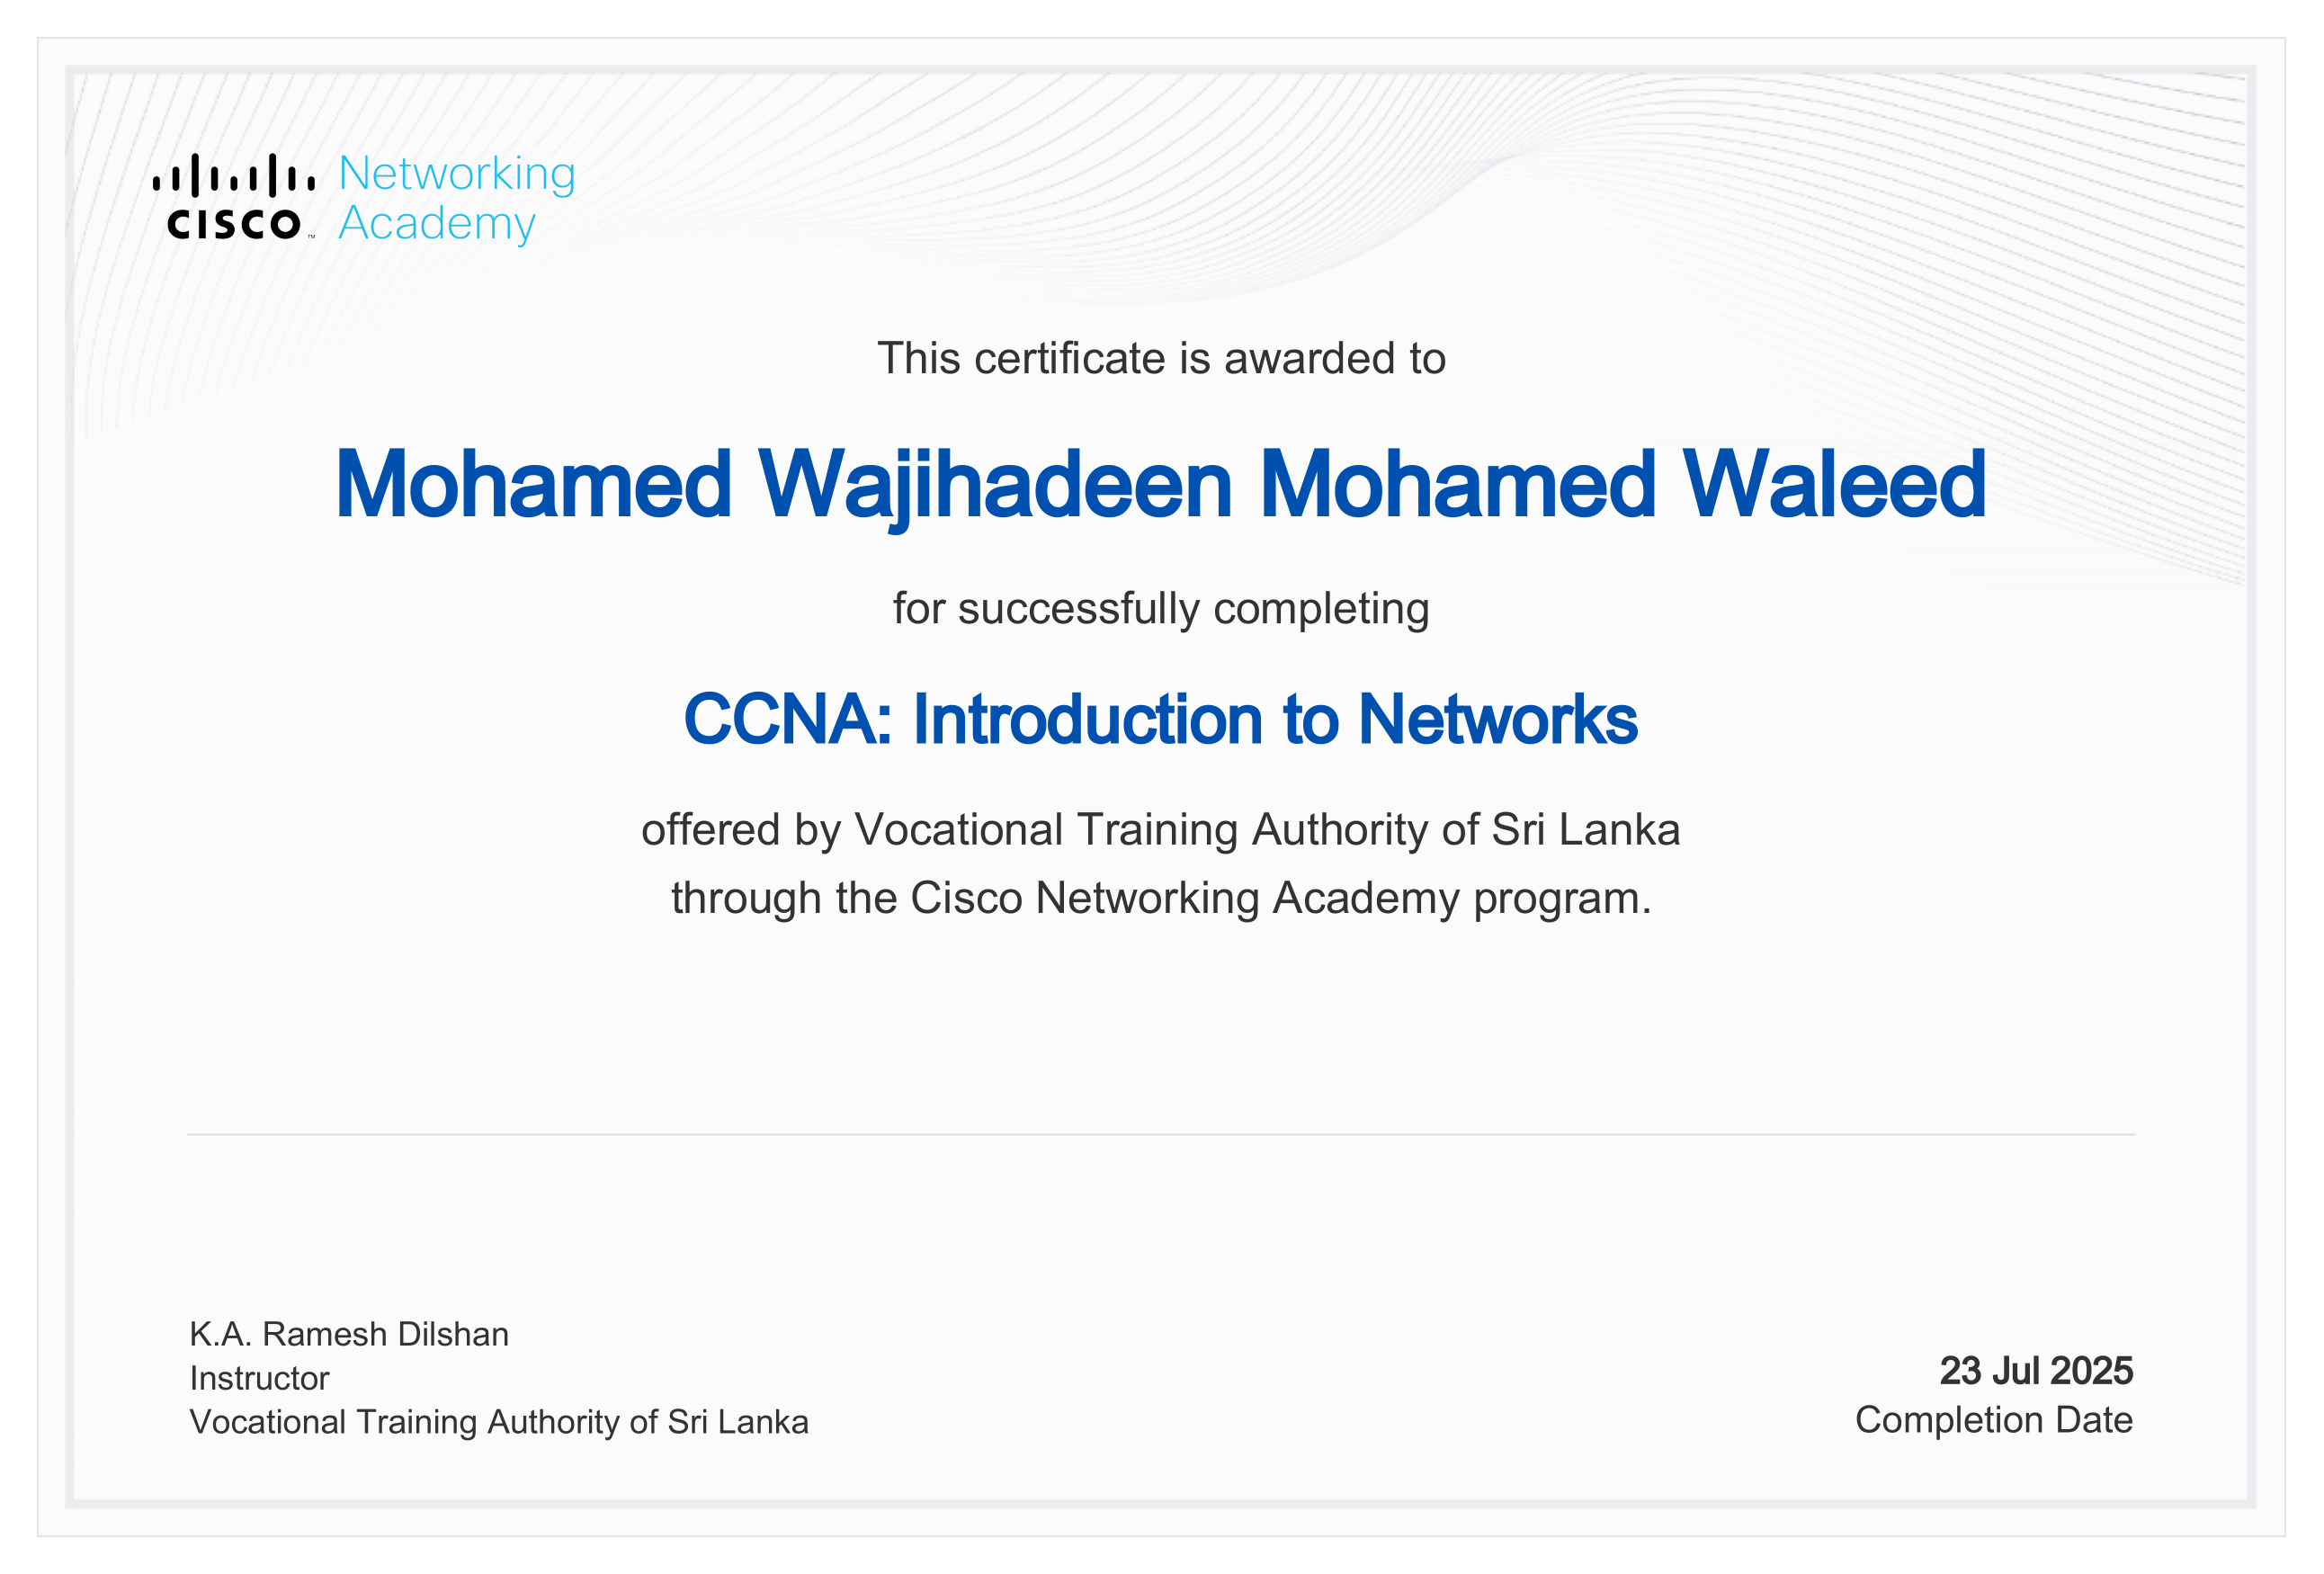 CISCO™
Networking
Academy
This certificate is awarded to
Mohamed Wajihadeen Mohamed Waleed
for successfully completing
CCNA: Introduction to Networks
offered by Vocational Training Authority of Sri Lanka
through the Cisco Networking Academy program.
K.A. Ramesh Dilshan
Instructor
Vocational Training Authority of Sri Lanka
23 Jul 2025
Completion Date